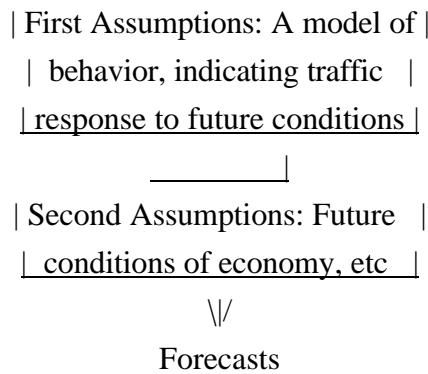 | First Assumptions: A model of |
| behavior, indicating traffic |
| response to future conditions |
________|
| Second Assumptions: Future |
| conditions of economy, etc |
\|/
Forecasts